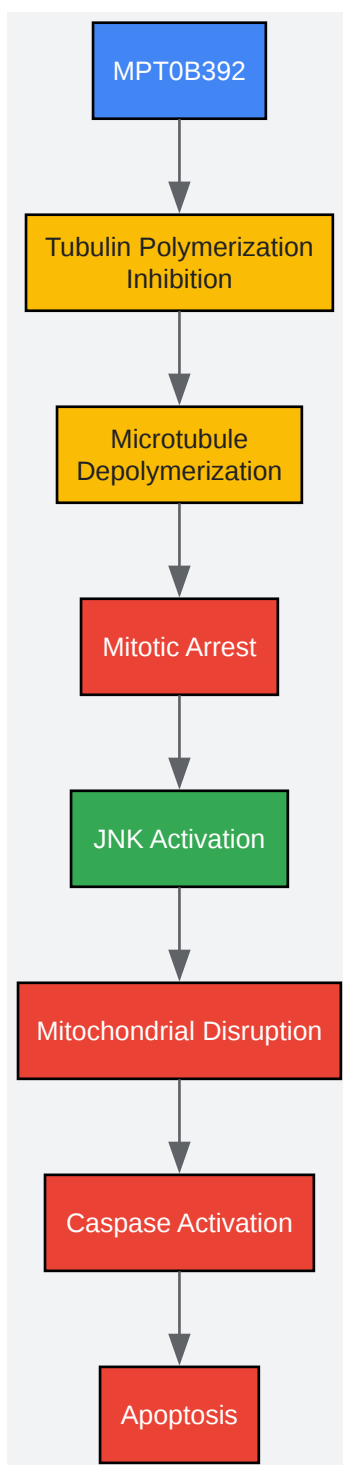 MPT0B392
Tubulin Polymerization
Inhibition
Microtubule
Depolymerization
Mitotic Arrest
JNK Activation
Mitochondrial Disruption
Caspase Activation
Apoptosis